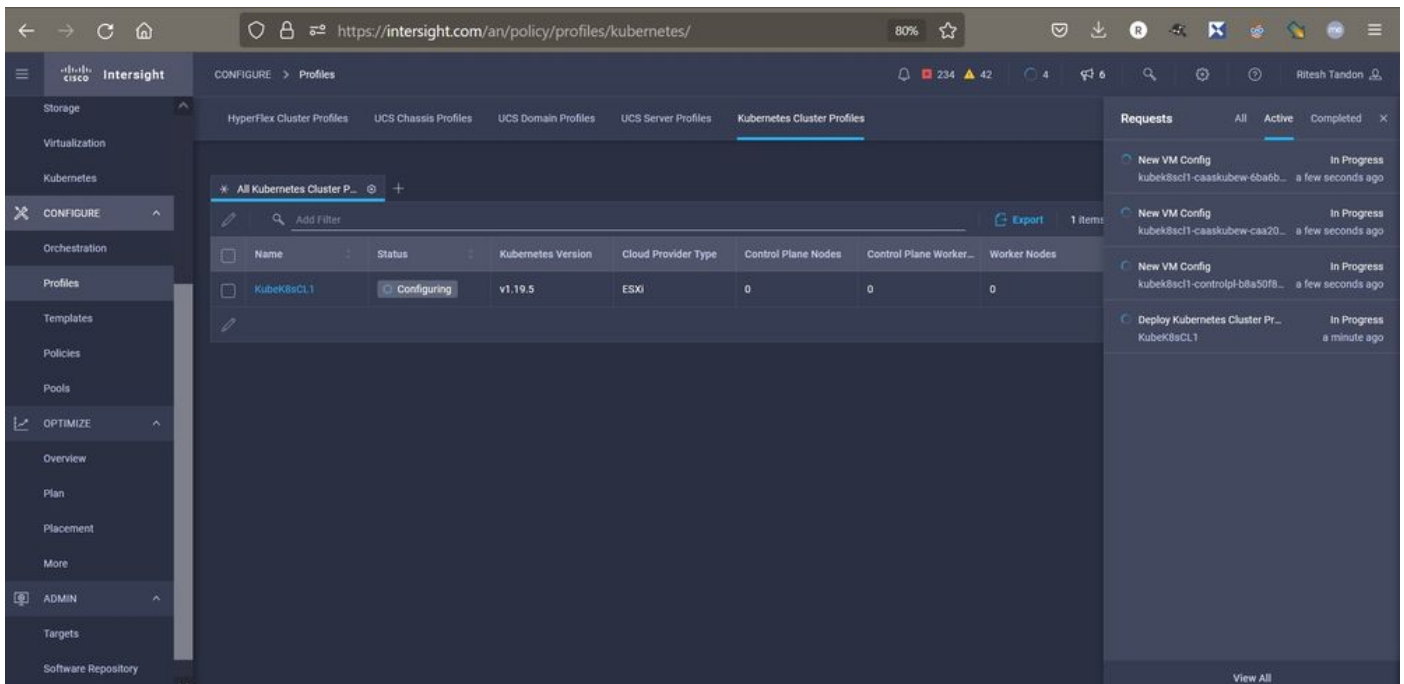 https://intersight.com/an/policy/profiles/kubernetes/
80%
R
cisco Intersight
CONFIGURE > Profiles
234 42 4 6
Ritesh Tandon
Storage
Virtualization
Kubernetes
CONFIGURE
Orchestration
Profiles
Templates
Policies
Pools
OPTIMIZE
Overview
Plan
Placement
More
ADMIN
Targets
Software Repository
HyperFlex Cluster Profiles UCS Chassis Profiles UCS Domain Profiles UCS Server Profiles Kubernetes Cluster Profiles
All Kubernetes Cluster P...
Add Filter
Export 1 items
Name Status Kubernetes Version Cloud Provider Type Control Plane Nodes Control Plane Worker... Worker Nodes
KubeK8sCL1 Configuring v1.19.5 ESXi 0 0 0
Requests All Active Completed
New VM Config In Progress
kubek8scl1-caaskubew-6ba6b... a few seconds ago
New VM Config In Progress
kubek8scl1-caaskubew-caa20... a few seconds ago
New VM Config In Progress
kubek8scl1-controlpl-b8a50f8... a few seconds ago
Deploy Kubernetes Cluster Pr... In Progress
KubeK8sCL1 a minute ago
View All